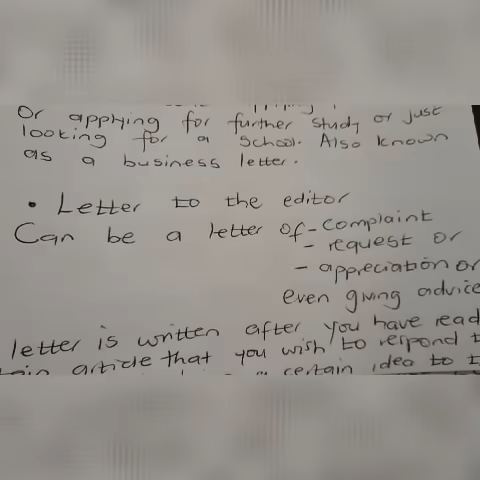 Or applying for further study or just
looking for a school. Also known
as a business letter.
• Letter to the editor
Can be a letter of - complaint
- request or
- appreciation or
even giving advice
letter is written after you have read
article that you wish to respond t
certain idea to t